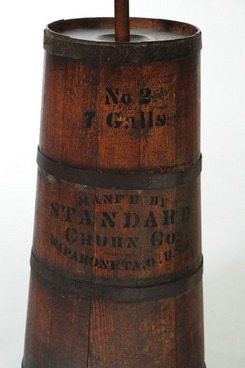 No. 2
7 Galls.
MANF'D BY
STANDARD
CHURN Co.
WAPAKONETA, O. U.S.